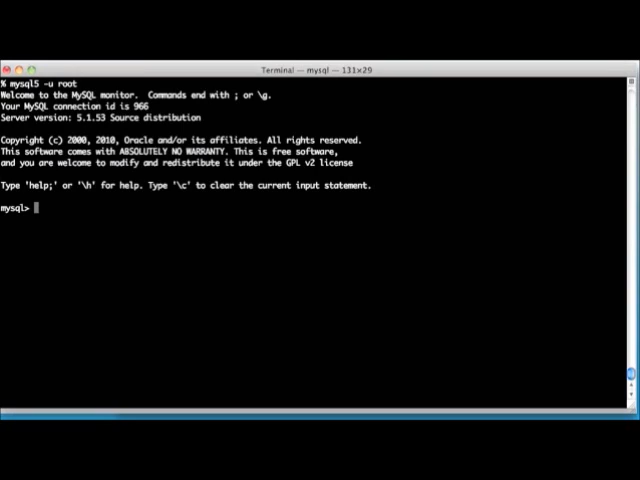 Terminal — mysql — 131×29
% mysql5 -u root
Welcome to the MySQL monitor.  Commands end with ; or \g.
Your MySQL connection id is 966
Server version: 5.1.53 Source distribution
Copyright (c) 2000, 2010, Oracle and/or its affiliates. All rights reserved.
This software comes with ABSOLUTELY NO WARRANTY. This is free software,
and you are welcome to modify and redistribute it under the GPL v2 license
Type 'help;' or '\h' for help. Type '\c' to clear the current input statement.
mysql>